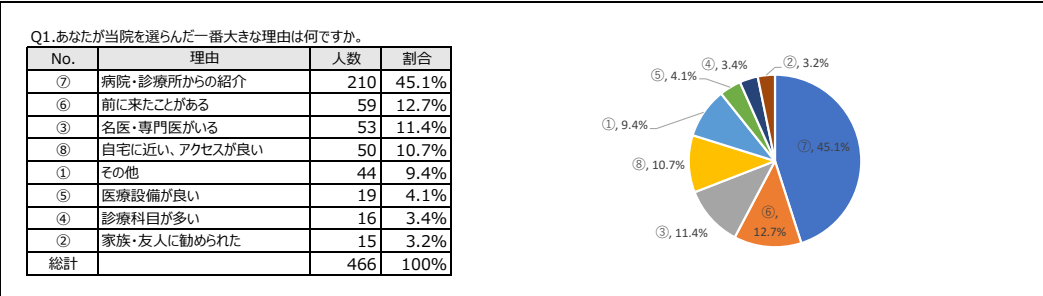 Q1.あなたが当院を選らんだ一番大きな理由は何ですか。
No. 理由 人数 割合
⑦ 病院・診療所からの紹介 210 45.1%
⑥ 前に来たことがある 59 12.7%
③ 名医・専門医がいる 53 11.4%
⑧ 自宅に近い、アクセスが良い 50 10.7%
① その他 44 9.4%
⑤ 医療設備が良い 19 4.1%
④ 診療科目が多い 16 3.4%
② 家族・友人に勧められた 15 3.2%
総計 466 100%
⑦, 45.1%
⑥,
12.7%
③, 11.4%
⑧, 10.7%
①, 9.4%
⑤, 4.1%
④, 3.4%
②, 3.2%